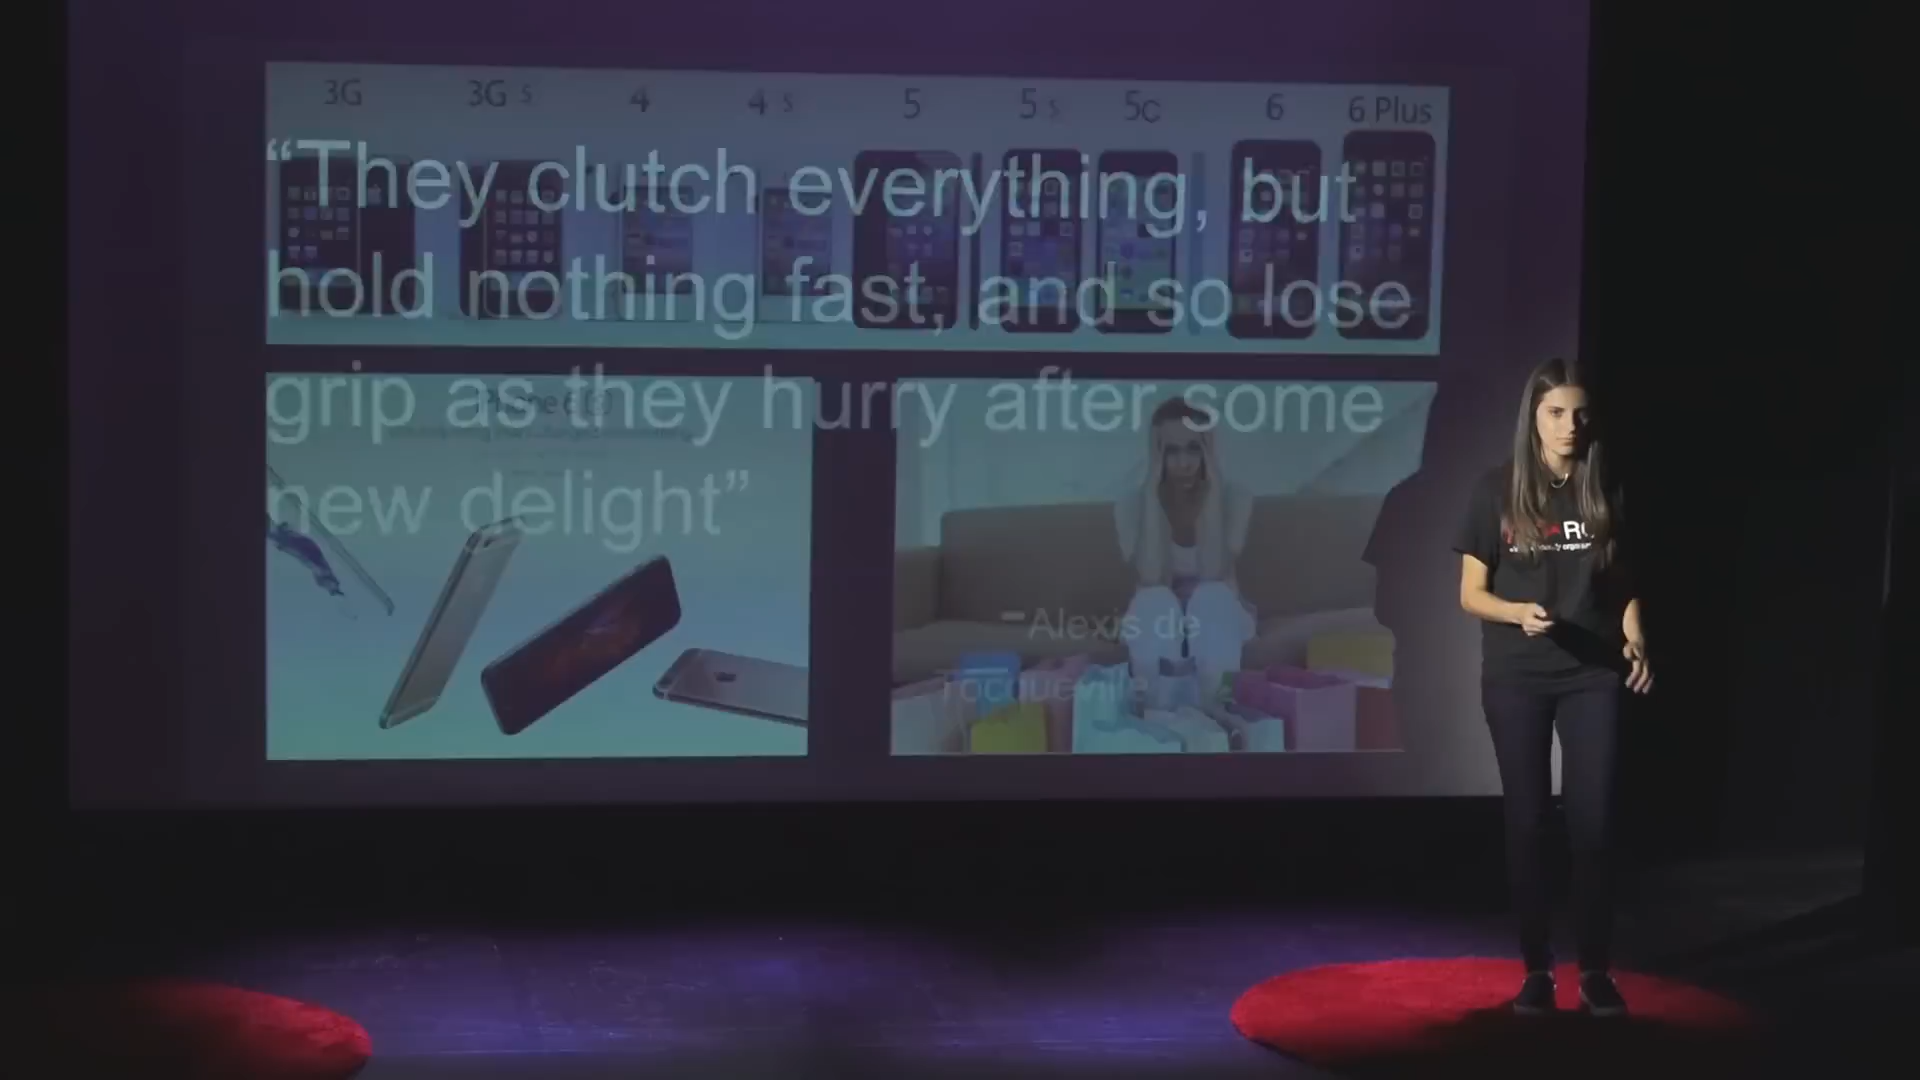 3G 3G s 4 4 s 5 5 s 5c 6 6 Plus
“They clutch everything, but
hold nothing fast, and so lose
grip as they hurry after some
new delight”
-Alexis de
Tocqueville